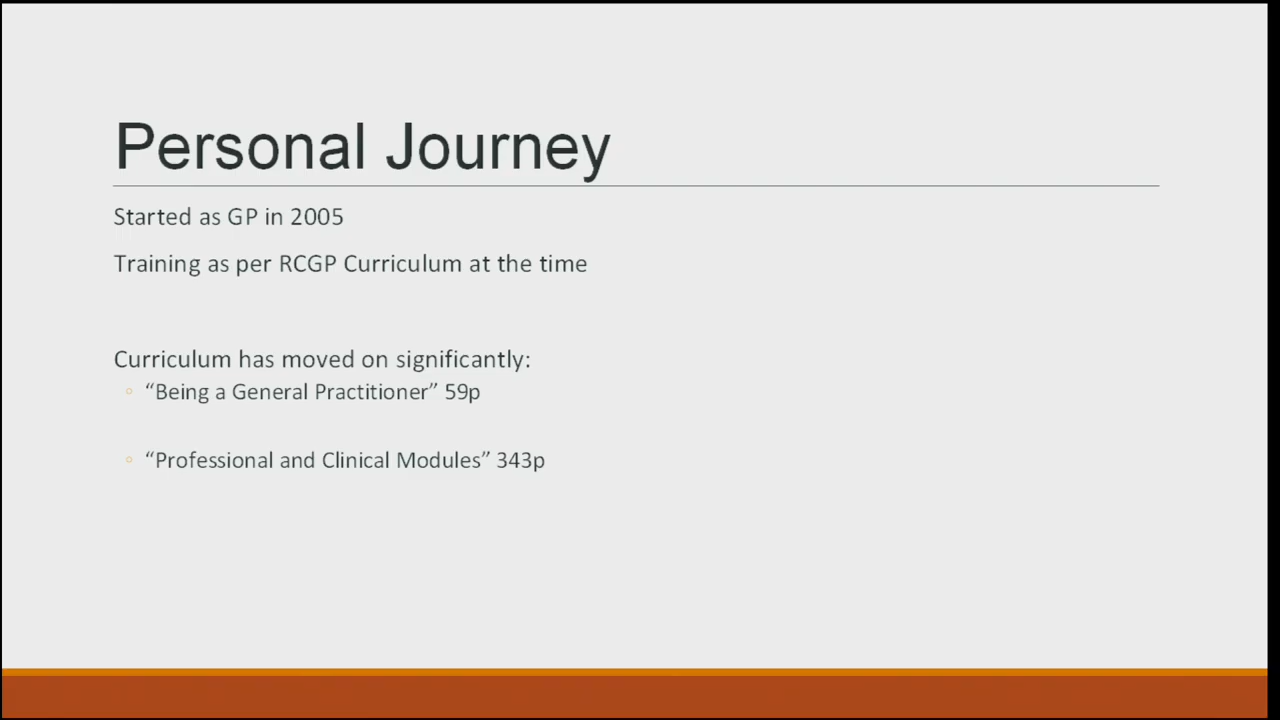 Personal Journey
Started as GP in 2005
Training as per RCGP Curriculum at the time
Curriculum has moved on significantly:
◦ “Being a General Practitioner” 59p
◦ “Professional and Clinical Modules” 343p